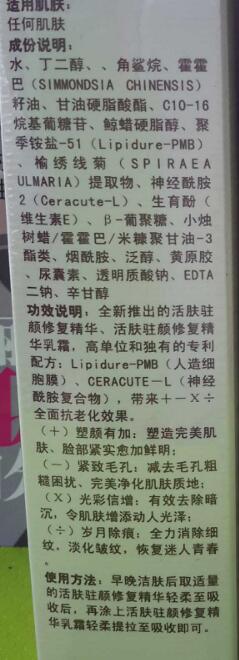 适用肌肤：
任何肌肤
成份说明：
水、丁二醇、、角鲨烷、霍霍
巴（SIMMONDSIA CHINENSIS）
籽油、甘油硬脂酸酯、C10-16
烷基葡糖苷、鲸蜡硬脂醇、聚
季铵盐-51（Lipidure-PMB）
、榆绣线菊（SPIRAEA
ULMARIA）提取物、神经酰胺
2（Ceracute-L）、生育酚（
维生素E）、β-葡聚糖、小烛
树蜡/霍霍巴/米糠聚甘油-3
酯类、烟酰胺、泛醇、黄原胶
、尿囊素、透明质酸钠、EDTA
二钠、辛甘醇
功效说明：全新推出的活肤驻
颜修复精华、活肤驻颜修复精
华乳霜，高单位和独有的专利
配方：Lipidure-PMB（人造细
胞膜）、CERACUTE-L（神经
酰胺复合物），带来＋－X÷
全面抗老化效果。
（＋）塑颜有加：塑造完美肌
肤、脸部紧实愈加鲜明；
（－）紧致毛孔：减去毛孔粗
糙困扰、完美净化肌肤质地；
（X）光彩倍增：有效去除暗
沉，令肌肤增添动人光泽；
（÷）岁月除痕：全力消除细
纹，淡化皱纹，恢复迷人青春
。
使用方法：早晚洁肤后取适量
的活肤驻颜修复精华轻柔至吸
收后，再涂上活肤驻颜修复精
华乳霜轻柔提拉至吸收即可。